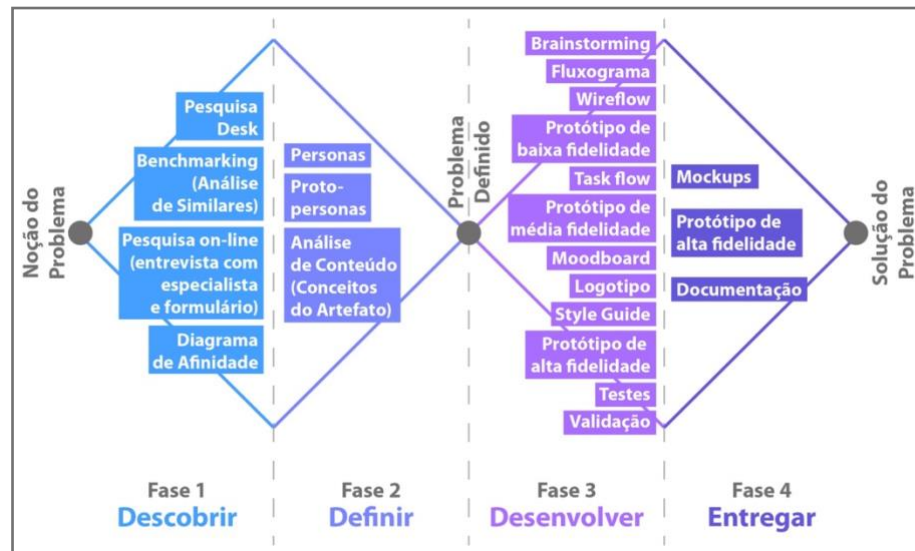 Noção do
Problema
Pesquisa
Desk
Benchmarking
(Análise
de Similares)
Pesquisa on-line
(entrevista com
especialista
e formulário)
Diagrama
de Afinidade
Personas
Proto-
personas
Análise
de Conteúdo
(Conceitos
do Artefato)
Problema
Definido
Brainstorming
Fluxograma
Wireflow
Protótipo de
baixa fidelidade
Task flow
Protótipo de
média fidelidade
Moodboard
Logotipo
Style Guide
Protótipo de
alta fidelidade
Testes
Validação
Mockups
Protótipo de
alta fidelidade
Documentação
Solução do
Problema
Fase 1
Descobrir
Fase 2
Definir
Fase 3
Desenvolver
Fase 4
Entregar